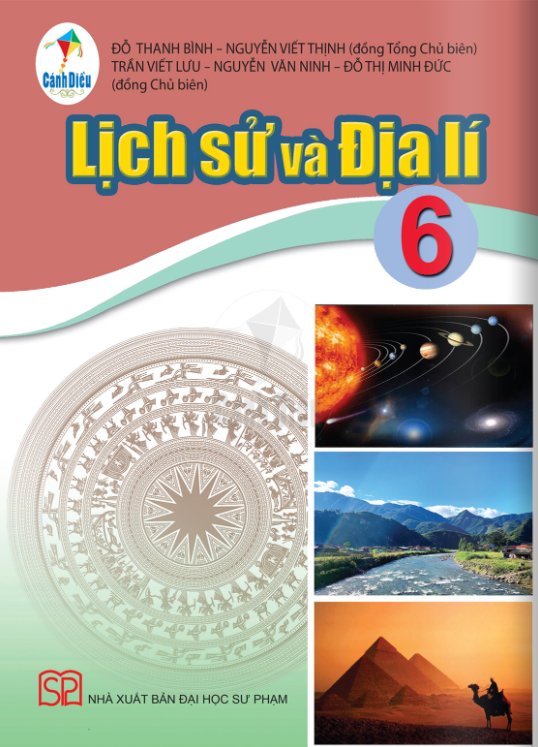 Cánh Diều
ĐỖ THANH BÌNH – NGUYỄN VIẾT THỊNH (đồng Tổng Chủ biên)
TRẦN VIẾT LƯU – NGUYỄN VĂN NINH – ĐỖ THỊ MINH ĐỨC
(đồng Chủ biên)
Lịch sử và Địa lí
6
SP
NHÀ XUẤT BẢN ĐẠI HỌC SƯ PHẠM